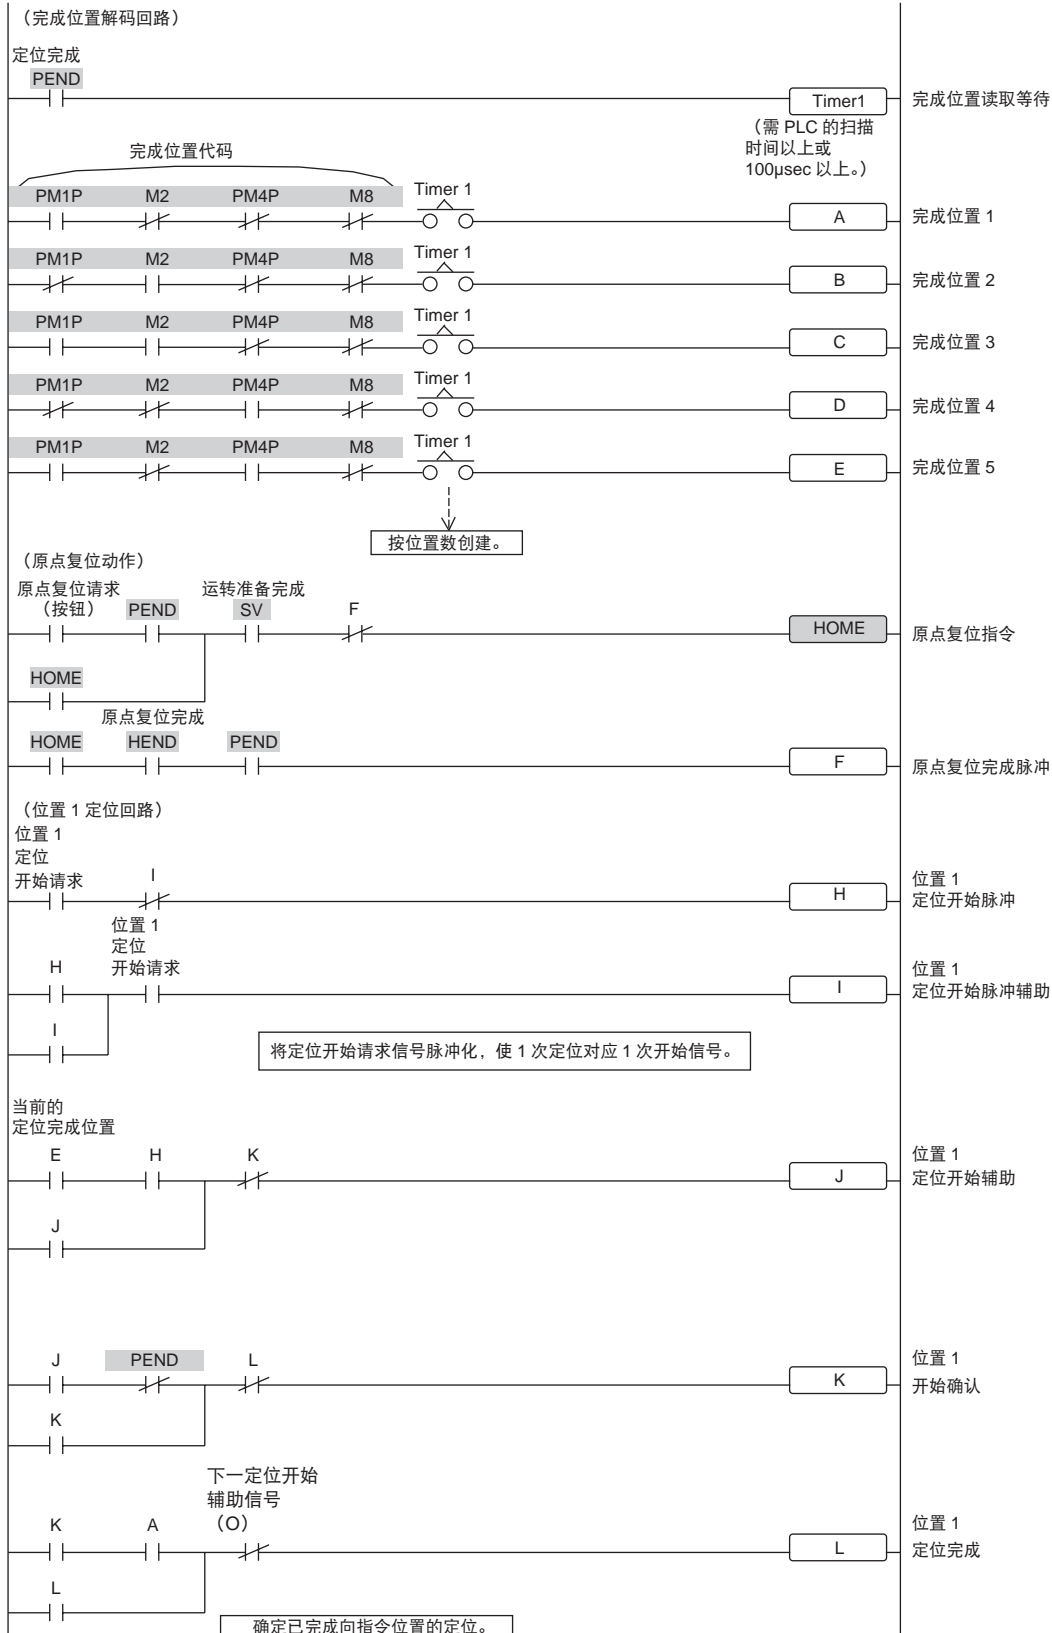 （完成位置解码回路）
定位完成
PEND
Timer1
完成位置读取等待
（需 PLC 的扫描
时间以上或
100μsec 以上。）
完成位置代码
PM1P M2 PM4P M8 Timer 1
A 完成位置 1
PM1P M2 PM4P M8 Timer 1
B 完成位置 2
PM1P M2 PM4P M8 Timer 1
C 完成位置 3
PM1P M2 PM4P M8 Timer 1
D 完成位置 4
PM1P M2 PM4P M8 Timer 1
E 完成位置 5
按位置数创建。
（原点复位动作）
原点复位请求 运转准备完成
（按钮） PEND SV F
HOME 原点复位指令
HOME
原点复位完成
HOME HEND PEND
F 原点复位完成脉冲
（位置 1 定位回路）
位置 1
定位
开始请求 I
H
位置 1
定位开始脉冲
位置 1
定位
H 开始请求
I
位置 1
定位开始脉冲辅助
I
将定位开始请求信号脉冲化，使 1 次定位对应 1 次开始信号。
当前的
定位完成位置
E H K
J
位置 1
定位开始辅助
J
J PEND L
K
位置 1
开始确认
K
下一定位开始
辅助信号
K A （O）
L
位置 1
定位完成
L
确定已完成向指令位置的定位。